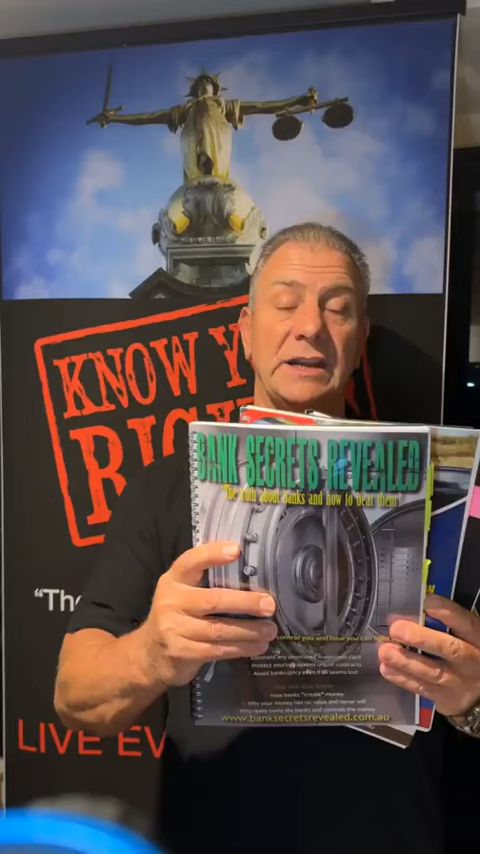 KNOW Y
RIG
"The
LIVE EV
BANK SECRETS REVEALED
The truth about banks and how to beat them!
control you and how you can
Protect yourself against unfair contracts
Avoid bankruptcy even if all seems lost
How banks "create" money
Why your money has no value and never will
Why really owns the banks and controls the money
www.banksecretsrevealed.com.au